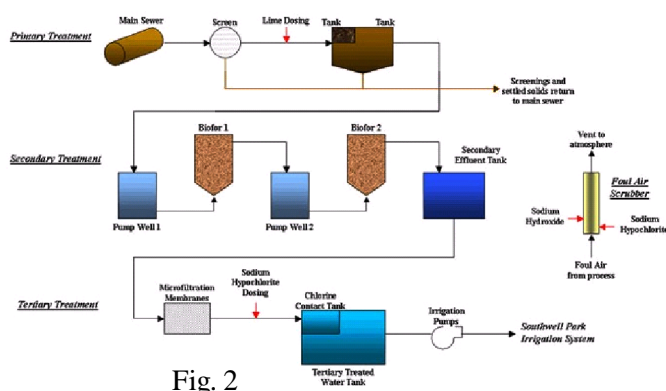 Primary Treatment
Main Sewer
Screen
Lime Dosing
Tank
Tank
Screenings and
settled solids return
to main sewer
Secondary Treatment
Biofor 1
Biofor 2
Secondary
Effluent Tank
Pump Well 1
Pump Well 2
Vent to
atmosphere
Foul Air
Scrubber
Sodium
Hydroxide
Sodium
Hypochlorite
Foul Air
from process
Tertiary Treatment
Microfiltration
Membranes
Sodium
Hypochlorite
Dosing
Chlorine
Contact Tank
Tertiary Treated
Water Tank
Irrigation
Pumps
Southwell Park
Irrigation System
Fig. 2